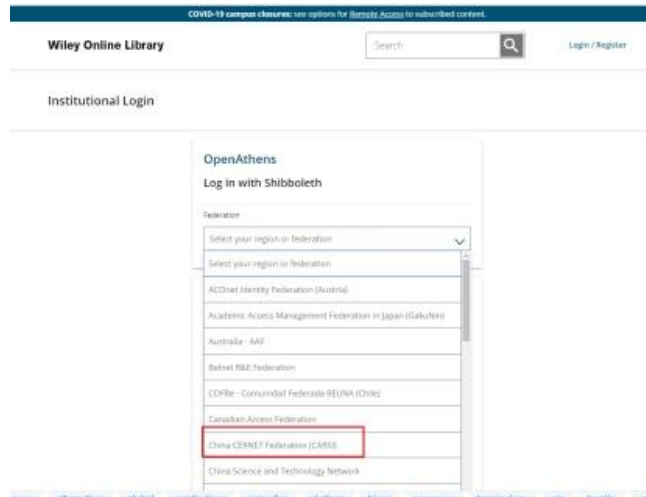 COVID-19 campus closures: see options for Remote Access to subscribed content.
Wiley Online Library
Search
Login / Register
Institutional Login
OpenAthens
Log in with Shibboleth
Federation
Select your region or federation
Select your region or federation
ACOnet Identity Federation (Austria)
Academic Access Management Federation in Japan (GakuNin)
Australia - AAF
Belnet R&E Federation
COFRe - Comunidad Federada REUNA (Chile)
Canadian Access Federation
China CERNET Federation (CARSI)
China Science and Technology Network